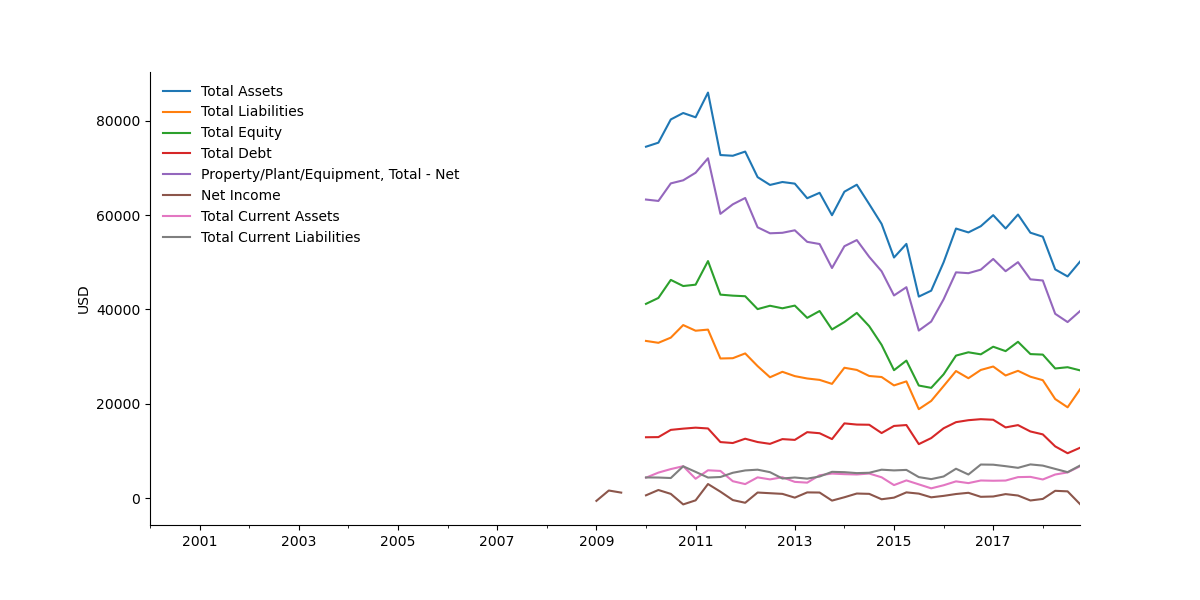 Total Assets
Total Liabilities
Total Equity
Total Debt
Property/Plant/Equipment, Total - Net
Net Income
Total Current Assets
Total Current Liabilities
USD
80000
60000
40000
20000
0
2001 2003 2005 2007 2009 2011 2013 2015 2017